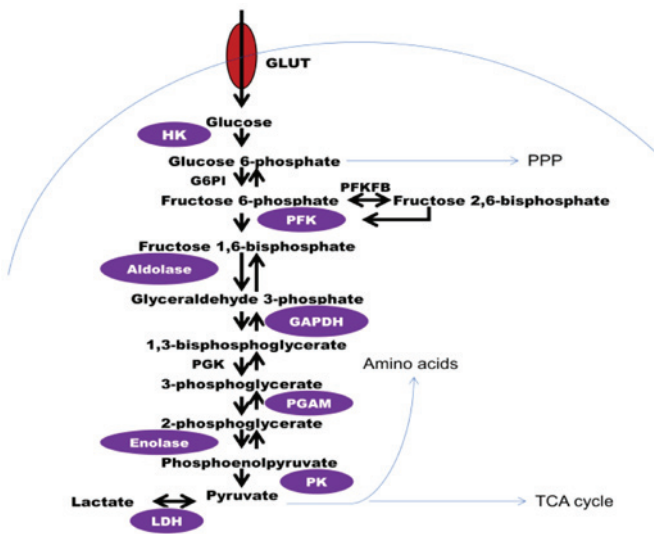 GLUT
Glucose
HK
Glucose 6-phosphate
PPP
G6PI
PFKFB
Fructose 6-phosphate
Fructose 2,6-bisphosphate
PFK
Fructose 1,6-bisphosphate
Aldolase
Glyceraldehyde 3-phosphate
GAPDH
1,3-bisphosphoglycerate
PGK
Amino acids
3-phosphoglycerate
PGAM
2-phosphoglycerate
Enolase
Phosphoenolpyruvate
PK
Lactate
Pyruvate
TCA cycle
LDH